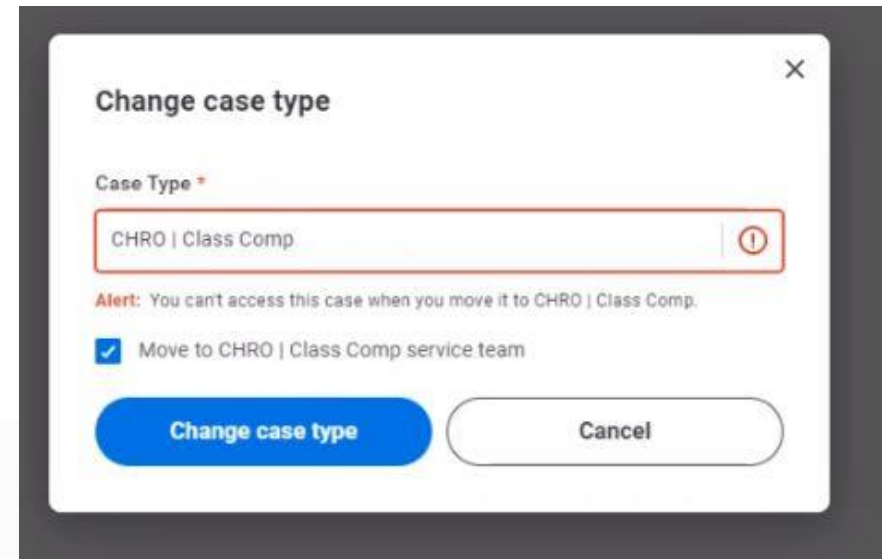 Change case type
Case Type *
CHRO | Class Comp
Alert: You can't access this case when you move it to CHRO | Class Comp.
Move to CHRO | Class Comp service team
Change case type
Cancel